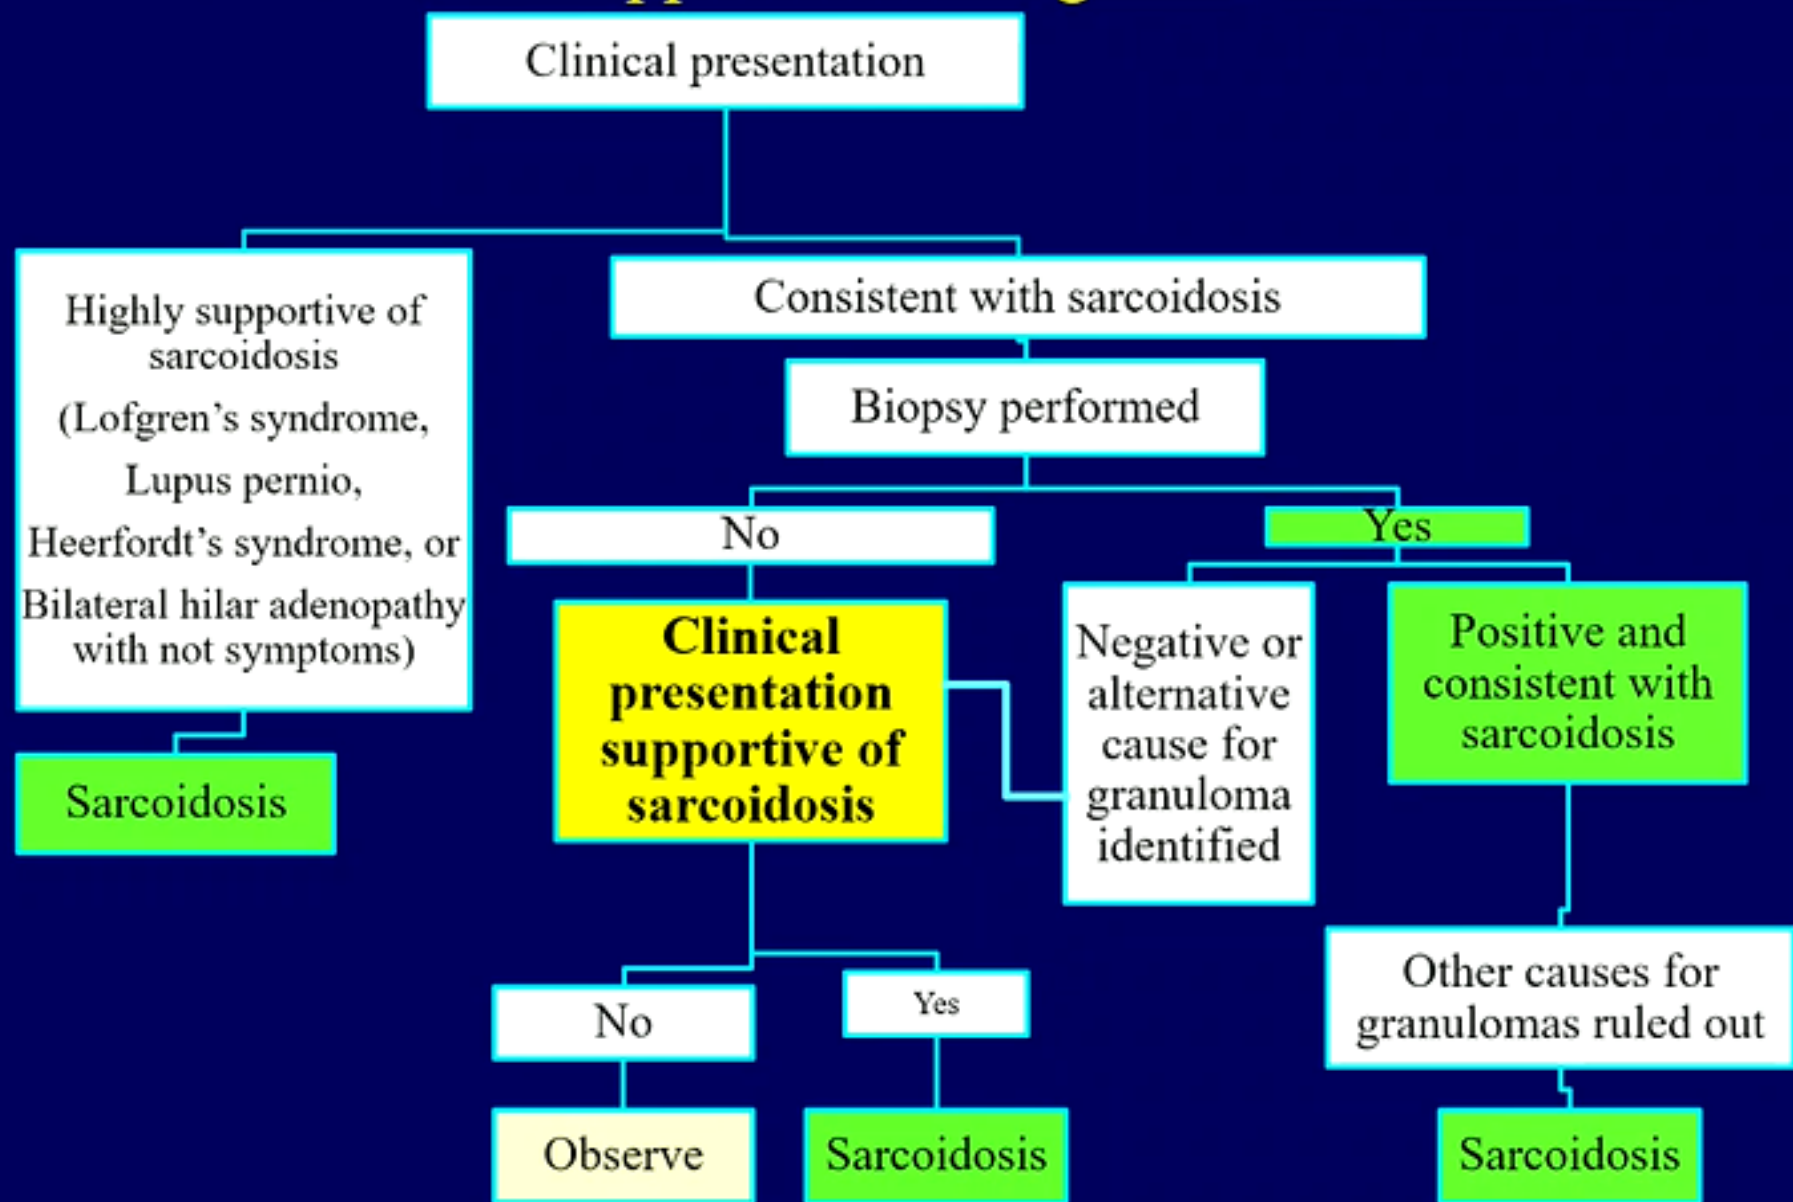 Clinical presentation
Highly supportive of
sarcoidosis
(Lofgren's syndrome,
Lupus pernio,
Heerfordt's syndrome, or
Bilateral hilar adenopathy
with not symptoms)
Sarcoidosis
Consistent with sarcoidosis
Biopsy performed
No
Yes
Clinical
presentation
supportive of
sarcoidosis
Negative or
alternative
cause for
granuloma
identified
Positive and
consistent with
sarcoidosis
No
Yes
Other causes for
granulomas ruled out
Observe
Sarcoidosis
Sarcoidosis